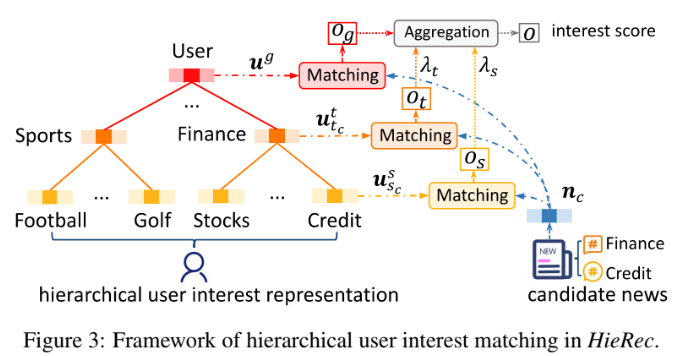 User
u^g
Matching
o_g
Aggregation
o
interest score
λ_t
λ_s
...
Sports
Finance
u^t_{t_c}
Matching
o_t
o_s
u^s_{s_c}
Matching
n_c
Football
...
Golf
Stocks
...
Credit
NEW
# Finance
# Credit
hierarchical user interest representation
candidate news
Figure 3: Framework of hierarchical user interest matching in HieRec.